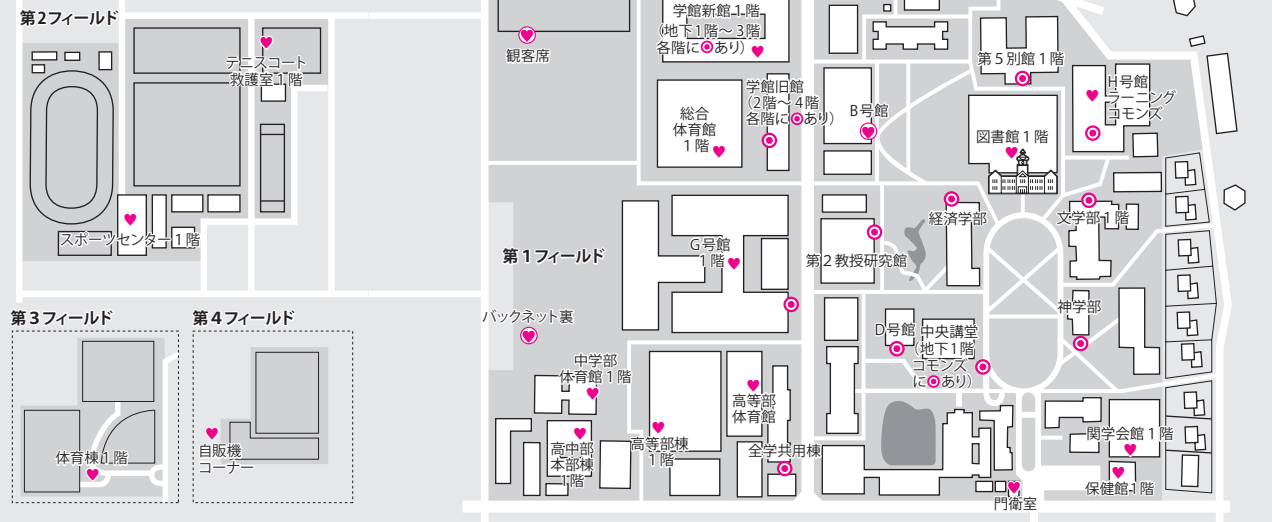 第2フィールド
テニスコート
救護室1階
スポーツセンター1階
第3フィールド
体育棟1階
第4フィールド
自販機
コーナー
観客席
学館新館1階
(地下1階〜3階
各階に◎あり)
学館旧館
(2階〜4階
各階に◎あり)
総合
体育館
1階
B号館
第5別館1階
H号館
ラーニング
コモンズ
図書館1階
経済学部
文学部1階
第1フィールド
G号館
1階
第2教授研究館
バックネット裏
神学部
D号館
中央講堂
(地下1階
コモンズ
に◎あり)
中学部
体育館1階
高等部
体育館
高中部
本部棟
1階
高等部棟
1階
全学共用棟
関学会館1階
保健館1階
門衛室